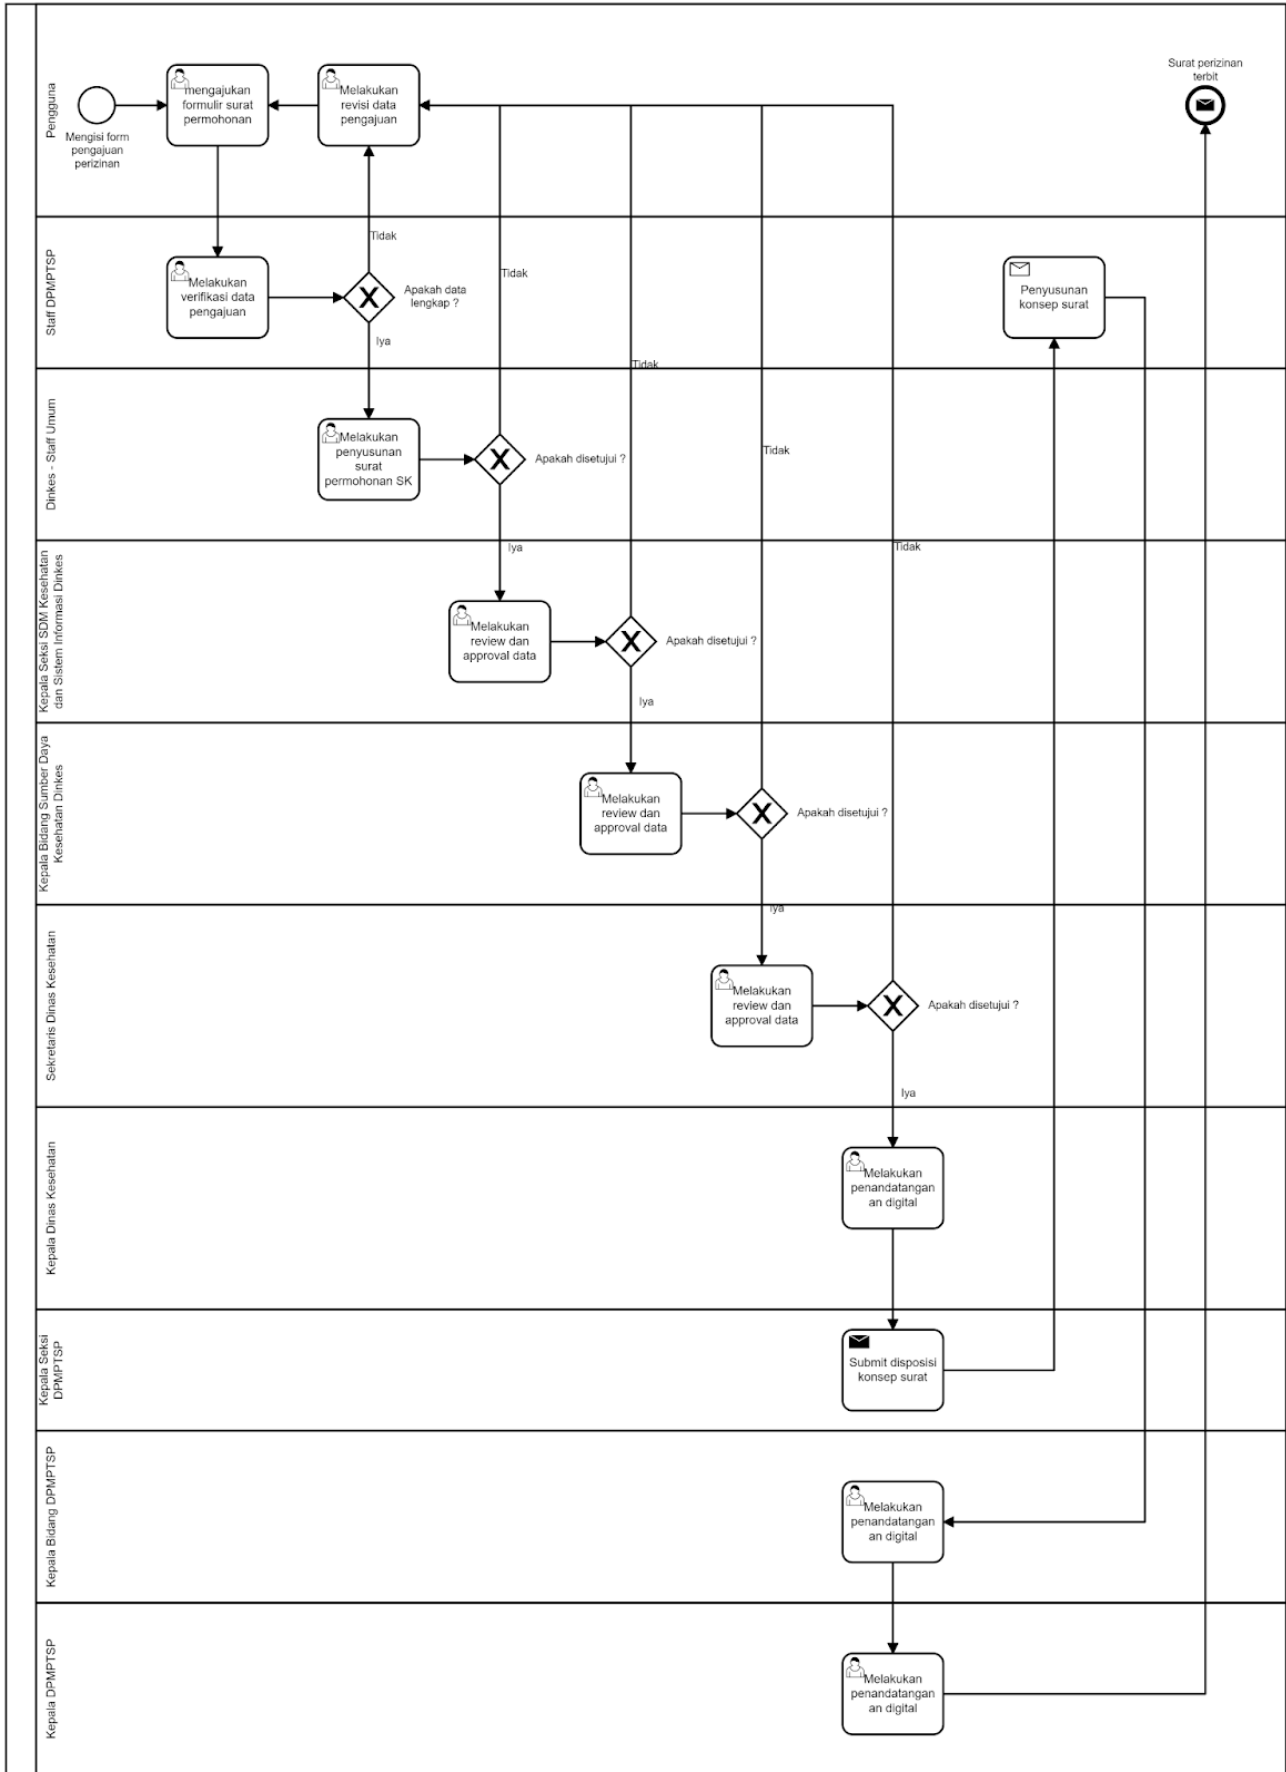 Pengguna
Mengisi form
pengajuan
perizinan
mengajukan
formulir surat
permohonan
Melakukan
revisi data
pengajuan
Surat perizinan
terbit
Staff DPMPTSP
Melakukan
verifikasi data
pengajuan
Tidak
Apakah data
lengkap ?
Iya
Tidak
Penyusunan
konsep surat
Tidak
Dinkes - Staff Umum
Melakukan
penyusunan
surat
permohonan SK
Apakah disetujui ?
Tidak
Iya
Tidak
Kepala Seksi SDM Kesehatan
dan Sistem Informasi Dinkes
Melakukan
review dan
approval data
Apakah disetujui ?
Iya
Kepala Bidang Sumber Daya
Kesehatan Dinkes
Melakukan
review dan
approval data
Apakah disetujui ?
Iya
Sekretaris Dinas Kesehatan
Melakukan
review dan
approval data
Apakah disetujui ?
Iya
Kepala Dinas Kesehatan
Melakukan
penandatangan
an digital
Kepala Seksi
DPMPTSP
Submit disposisi
konsep surat
Kepala Bidang DPMPTSP
Melakukan
penandatangan
an digital
Kepala DPMPTSP
Melakukan
penandatangan
an digital